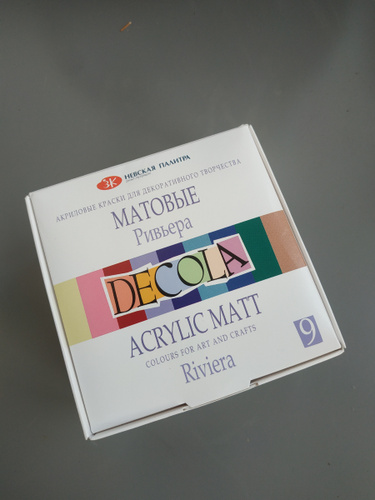 ЗК НЕВСКАЯ ПАЛИТРА
АКРИЛОВЫЕ КРАСКИ ДЛЯ ДЕКОРАТИВНОГО ТВОРЧЕСТВА
МАТОВЫЕ
Ривьера
DECOLA
ACRYLIC MATT
COLOURS FOR ART AND CRAFTS
Riviera
9